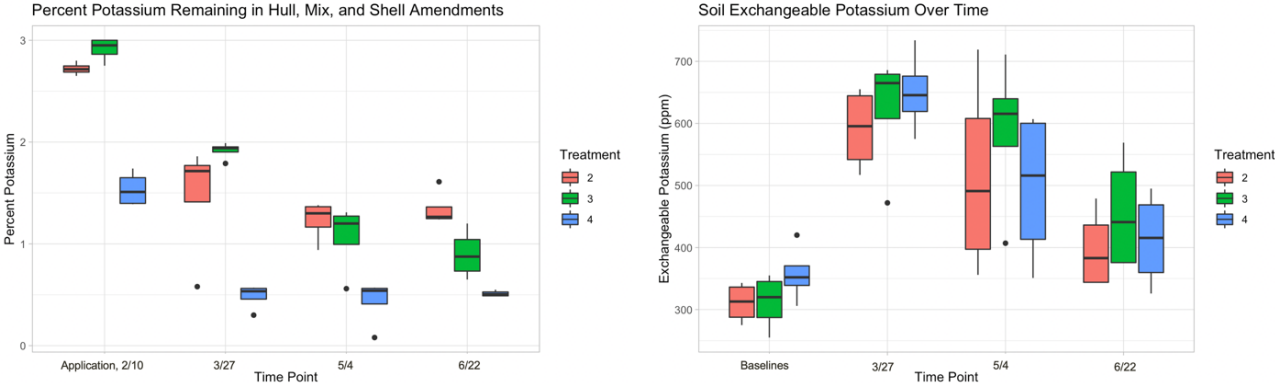 Percent Potassium Remaining in Hull, Mix, and Shell Amendments
3
2
1
0
Percent Potassium
Application, 2/10
3/27
5/4
6/22
Time Point
Treatment
2
3
4
Soil Exchangeable Potassium Over Time
700
600
500
400
300
Exchangeable Potassium (ppm)
Baselines
3/27
5/4
6/22
Time Point
Treatment
2
3
4